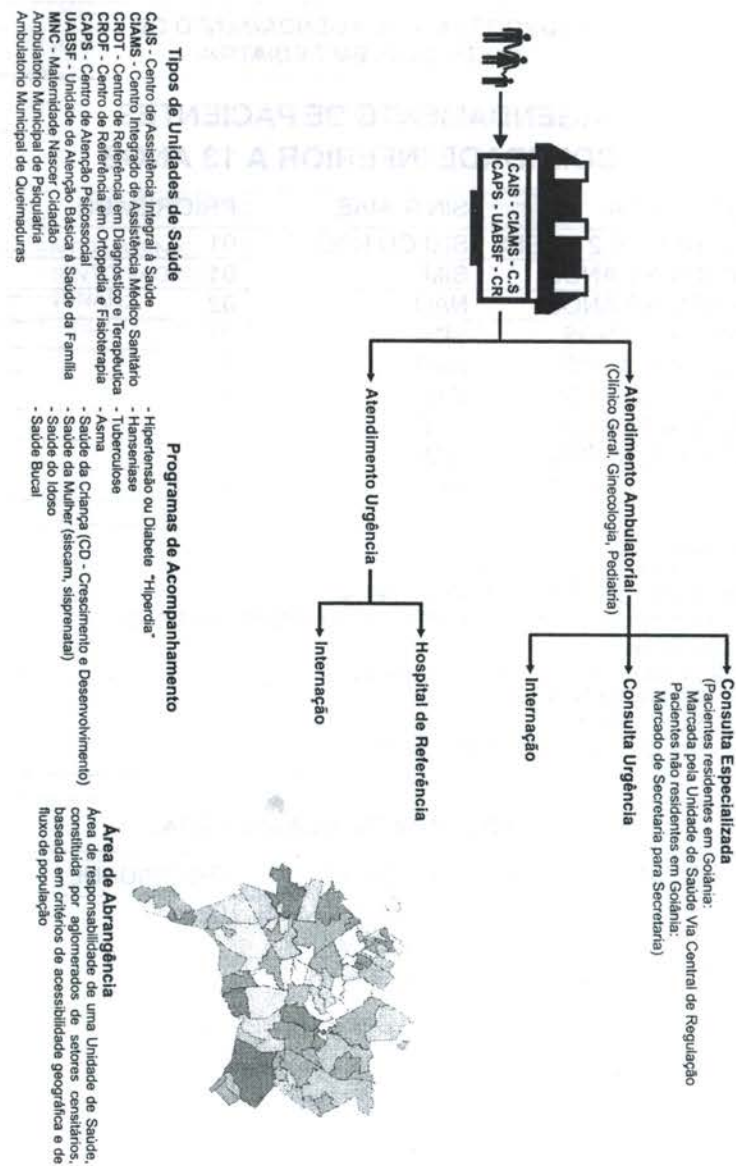 CAIS - CIAMS - C.S
CAPS - UABSF - CR
Atendimento Ambulatorial
(Clínico Geral, Ginecologia, Pediatria)
Consulta Especializada
(Pacientes residentes em Goiânia:
Marcada pela Unidade de Saúde Via Central de Regulação
Pacientes não residentes em Goiânia:
Marcado de Secretaria para Secretaria)
Consulta Urgência
Internação
Atendimento Urgência
Hospital de Referência
Internação
Tipos de Unidades de Saúde
CAIS - Centro de Assistência Integral à Saúde
CIAMS - Centro Integrado de Assistência Médico Sanitário
CRDT - Centro de Referência em Diagnóstico e Terapêutica
CROF - Centro de Referência em Ortopedia e Fisioterapia
CAPS - Centro de Atenção Psicossocial
UABSF - Unidade de Atenção Básica à Saúde da Família
MNC - Maternidade Nascer Cidadão
Ambulatório Municipal de Psiquiatria
Ambulatorio Municipal de Queimaduras
Programas de Acompanhamento
- Hipertensão ou Diabete "Hiperdia"
- Hanseniase
- Tuberculose
- Asma
- Saúde da Criança (CD - Crescimento e Desenvolvimento)
- Saúde da Mulher (siscam, sisprenatal)
- Saúde do Idoso
- Saúde Bucal
Área de Abrangência
Área de responsabilidade de uma Unidade de Saúde,
constituída por aglomerados de setores censitários,
baseada em critérios de acessibilidade geográfica e de
fluxo de população